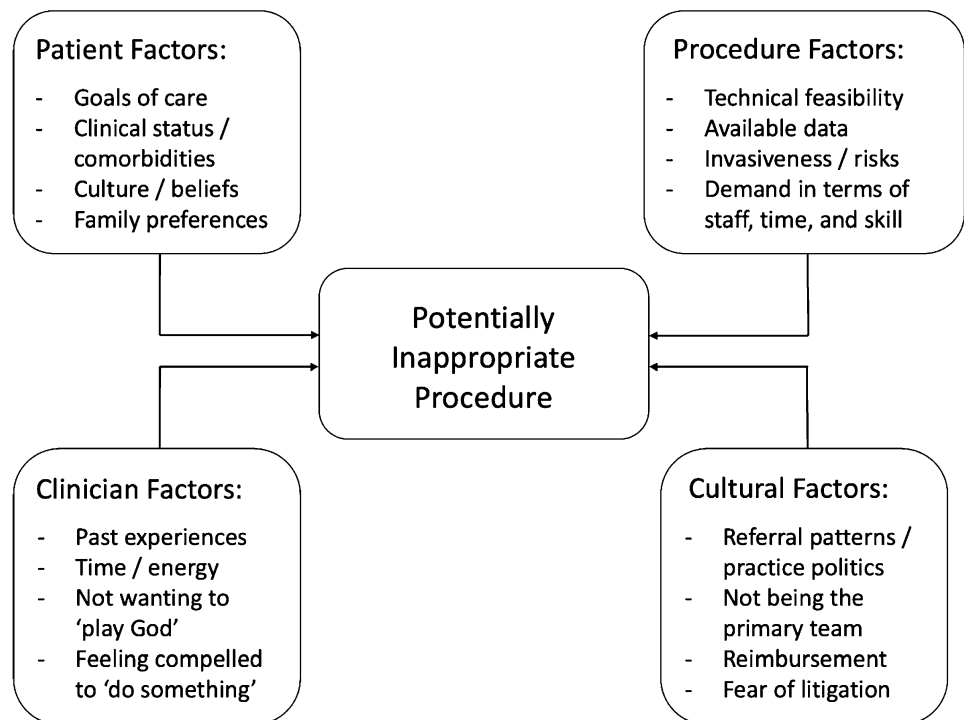 Patient Factors:
- Goals of care
- Clinical status /
comorbidities
- Culture / beliefs
- Family preferences
Procedure Factors:
- Technical feasibility
- Available data
- Invasiveness / risks
- Demand in terms of
staff, time, and skill
Potentially
Inappropriate
Procedure
Clinician Factors:
- Past experiences
- Time / energy
- Not wanting to
‘play God’
- Feeling compelled
to ‘do something’
Cultural Factors:
- Referral patterns /
practice politics
- Not being the
primary team
- Reimbursement
- Fear of litigation